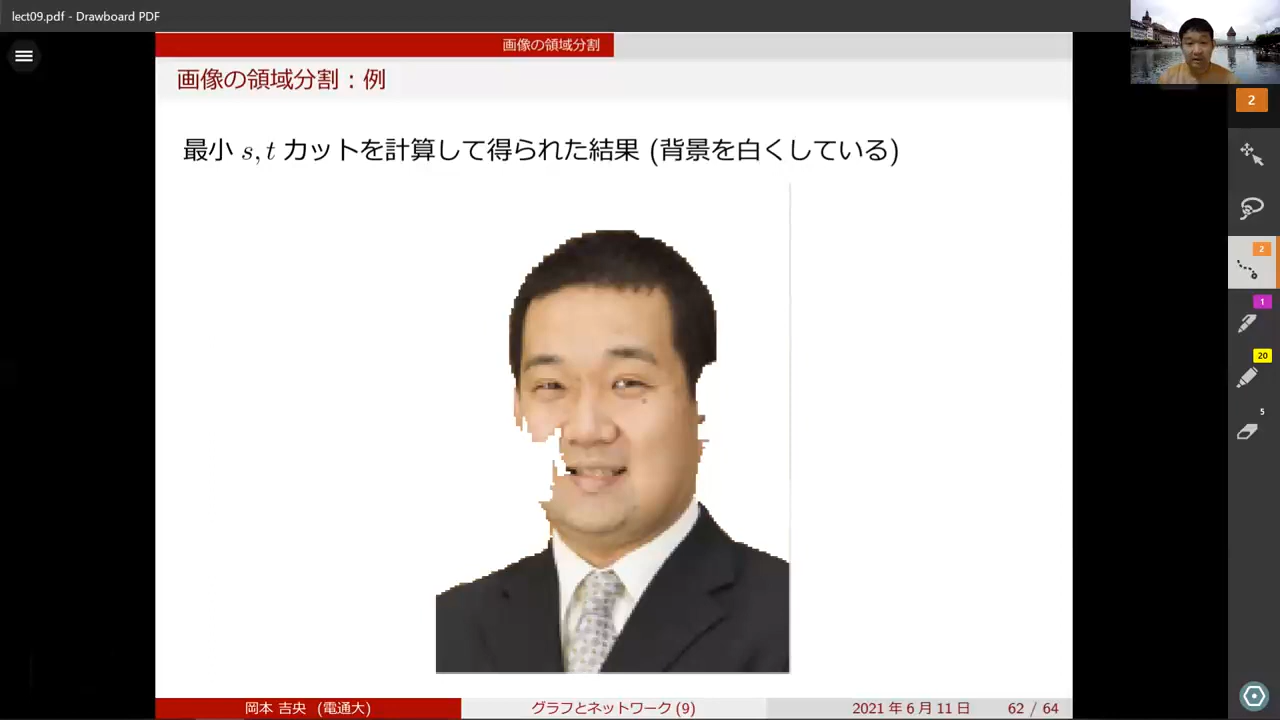 lect09.pdf - Drawboard PDF
画像の領域分割
画像の領域分割：例
最小 s, t カットを計算して得られた結果 (背景を白くしている)
2
2
1
20
5
岡本 吉央 (電通大)
グラフとネットワーク (9)
2021 年 6 月 11 日
62 / 64